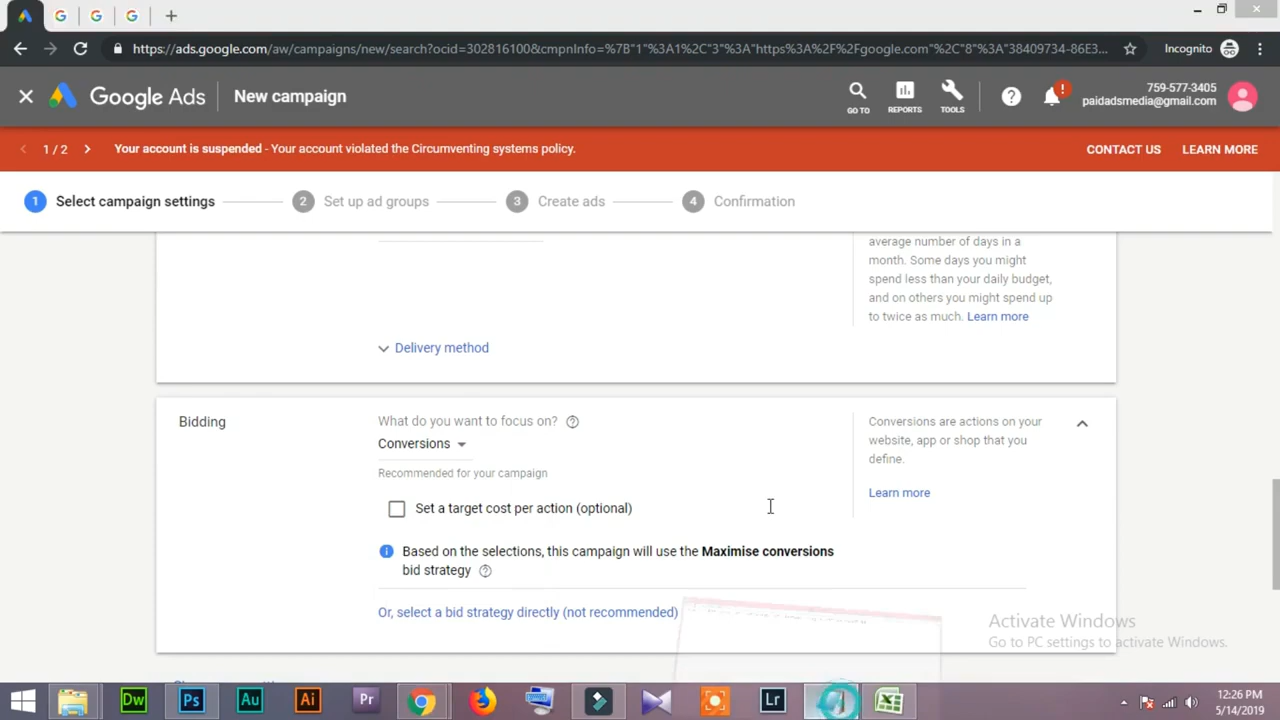 https://ads.google.com/aw/campaigns/new/search?ocid=302816100&cmpnInfo=%7B"1"%3A1%2C"3"%3A"https%3A%2F%2Fgoogle.com"%2C"8"%3A"38409734-86E3...
Incognito
Google Ads
New campaign
GO TO
REPORTS
TOOLS
759-577-3405
paidadsmedia@gmail.com
1 / 2
Your account is suspended - Your account violated the Circumventing systems policy.
CONTACT US
LEARN MORE
1 Select campaign settings
2 Set up ad groups
3 Create ads
4 Confirmation
average number of days in a
month. Some days you might
spend less than your daily budget,
and on others you might spend up
to twice as much. Learn more
Delivery method
Bidding
What do you want to focus on?
Conversions
Recommended for your campaign
Set a target cost per action (optional)
Based on the selections, this campaign will use the Maximise conversions
bid strategy
Or, select a bid strategy directly (not recommended)
Conversions are actions on your
website, app or shop that you
define.
Learn more
Activate Windows
Go to PC settings to activate Windows.
Dw
Ps
Au
Ai
Pr
Lr
12:26 PM
5/14/2019